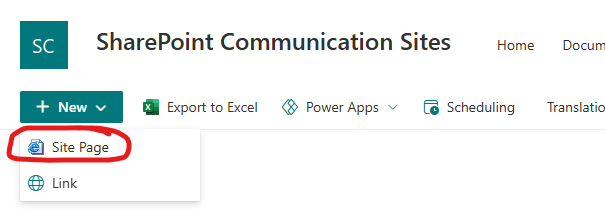 SC
SharePoint Communication Sites
Home
Docum
New
Export to Excel
Power Apps
Scheduling
Translatio
Site Page
Link